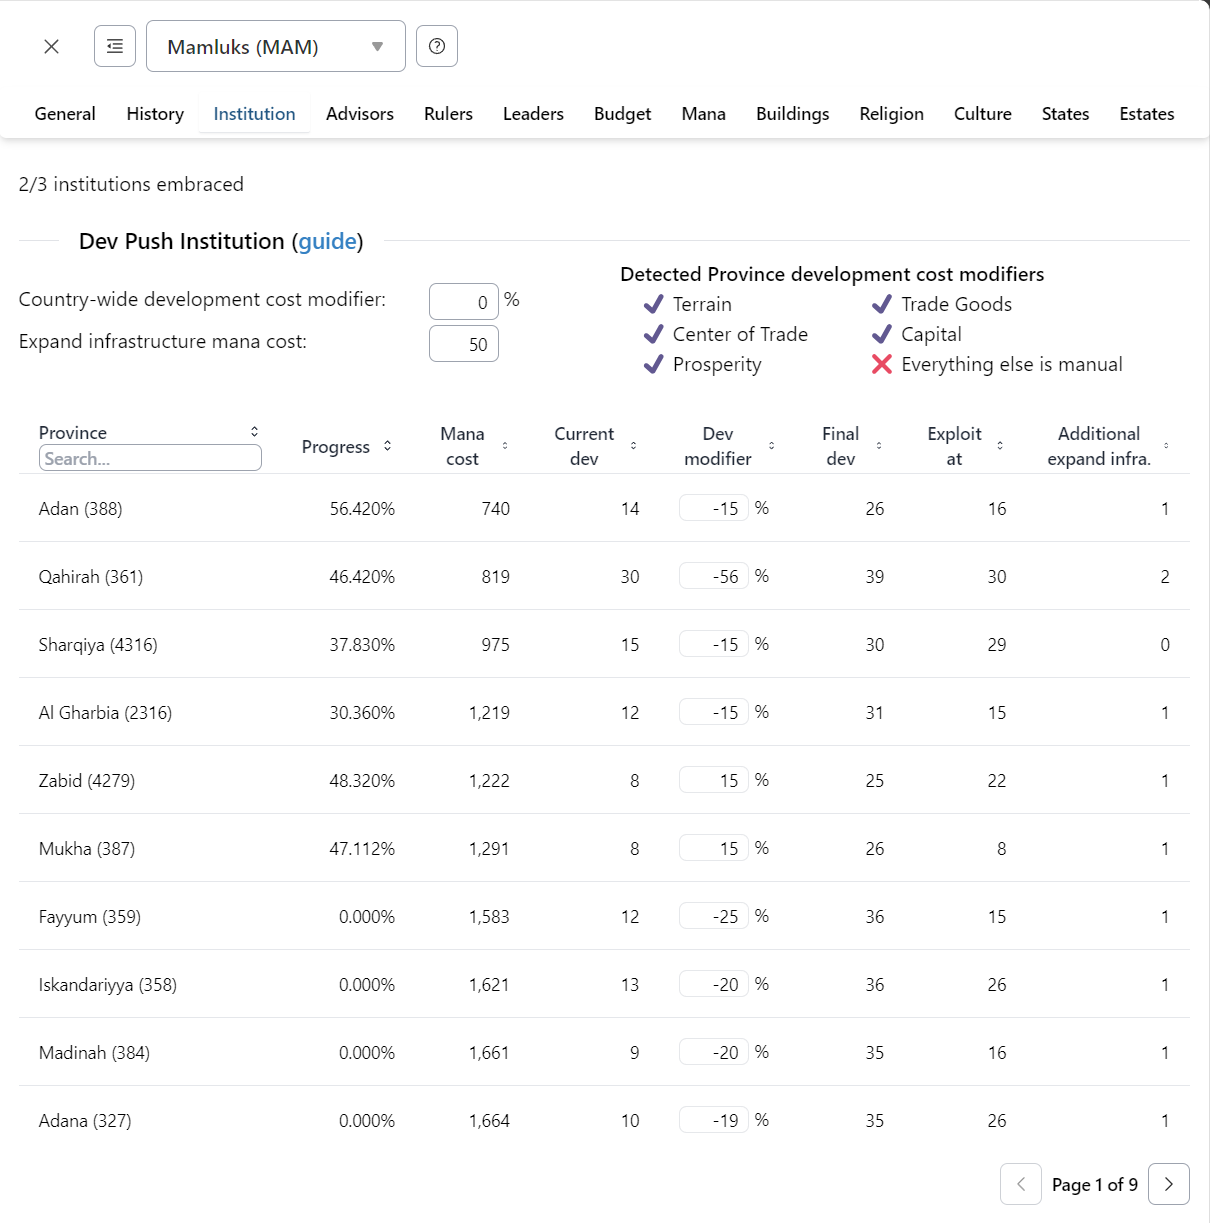 Mamluks (MAM)
General History Institution Advisors Rulers Leaders Budget Mana Buildings Religion Culture States Estates
2/3 institutions embraced
Dev Push Institution (guide)
Country-wide development cost modifier: 0 %
Expand infrastructure mana cost: 50
Detected Province development cost modifiers
Terrain Trade Goods
Center of Trade Capital
Prosperity Everything else is manual
Province Progress Mana cost Current dev Dev modifier Final dev Exploit at Additional expand infra.
Search...
Adan (388) 56.420% 740 14 -15 % 26 16 1
Qahirah (361) 46.420% 819 30 -56 % 39 30 2
Sharqiya (4316) 37.830% 975 15 -15 % 30 29 0
Al Gharbia (2316) 30.360% 1,219 12 -15 % 31 15 1
Zabid (4279) 48.320% 1,222 8 15 % 25 22 1
Mukha (387) 47.112% 1,291 8 15 % 26 8 1
Fayyum (359) 0.000% 1,583 12 -25 % 36 15 1
Iskandariyya (358) 0.000% 1,621 13 -20 % 36 26 1
Madinah (384) 0.000% 1,661 9 -20 % 35 16 1
Adana (327) 0.000% 1,664 10 -19 % 35 26 1
Page 1 of 9